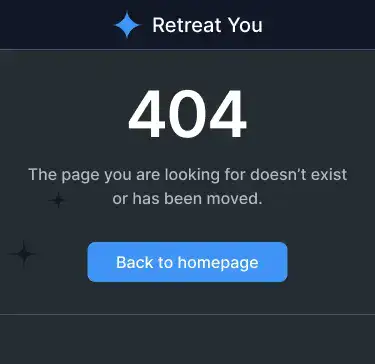 Retreat You
404
The page you are looking for doesn't exist
or has been moved.
Back to homepage